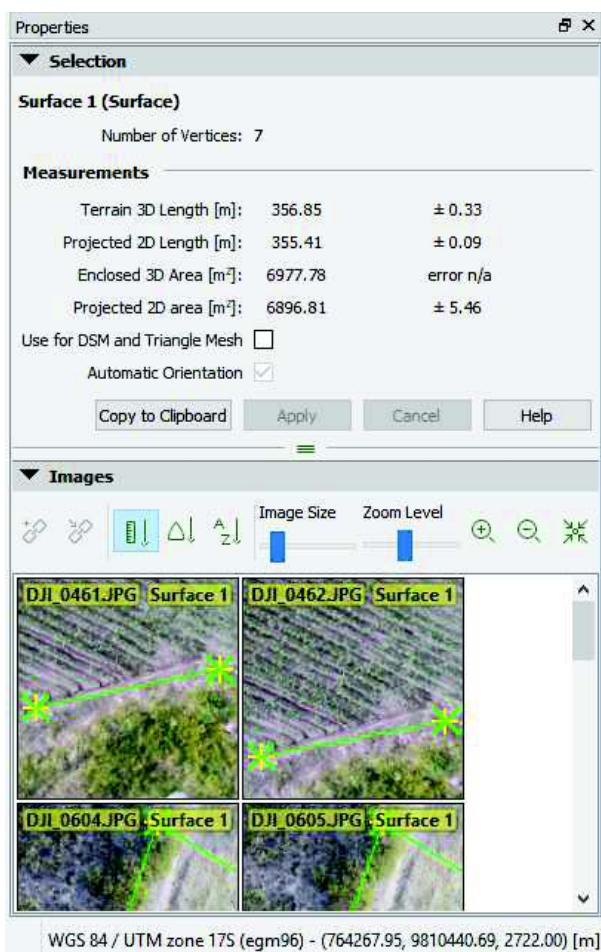 Properties
Selection
Surface 1 (Surface)
Number of Vertices: 7
Measurements
Terrain 3D Length [m]: 356.85 ± 0.33
Projected 2D Length [m]: 355.41 ± 0.09
Enclosed 3D Area [m²]: 6977.78 error n/a
Projected 2D area [m²]: 6896.81 ± 5.46
Use for DSM and Triangle Mesh
Automatic Orientation
Copy to Clipboard Apply Cancel Help
Images
Image Size Zoom Level
A
Z
DJI_0461.JPG Surface 1 DJI_0462.JPG Surface 1
DJI_0604.JPG Surface 1 DJI_0605.JPG Surface 1
WGS 84 / UTM zone 17S (egm96) - (764267.95, 9810440.69, 2722.00) [m]